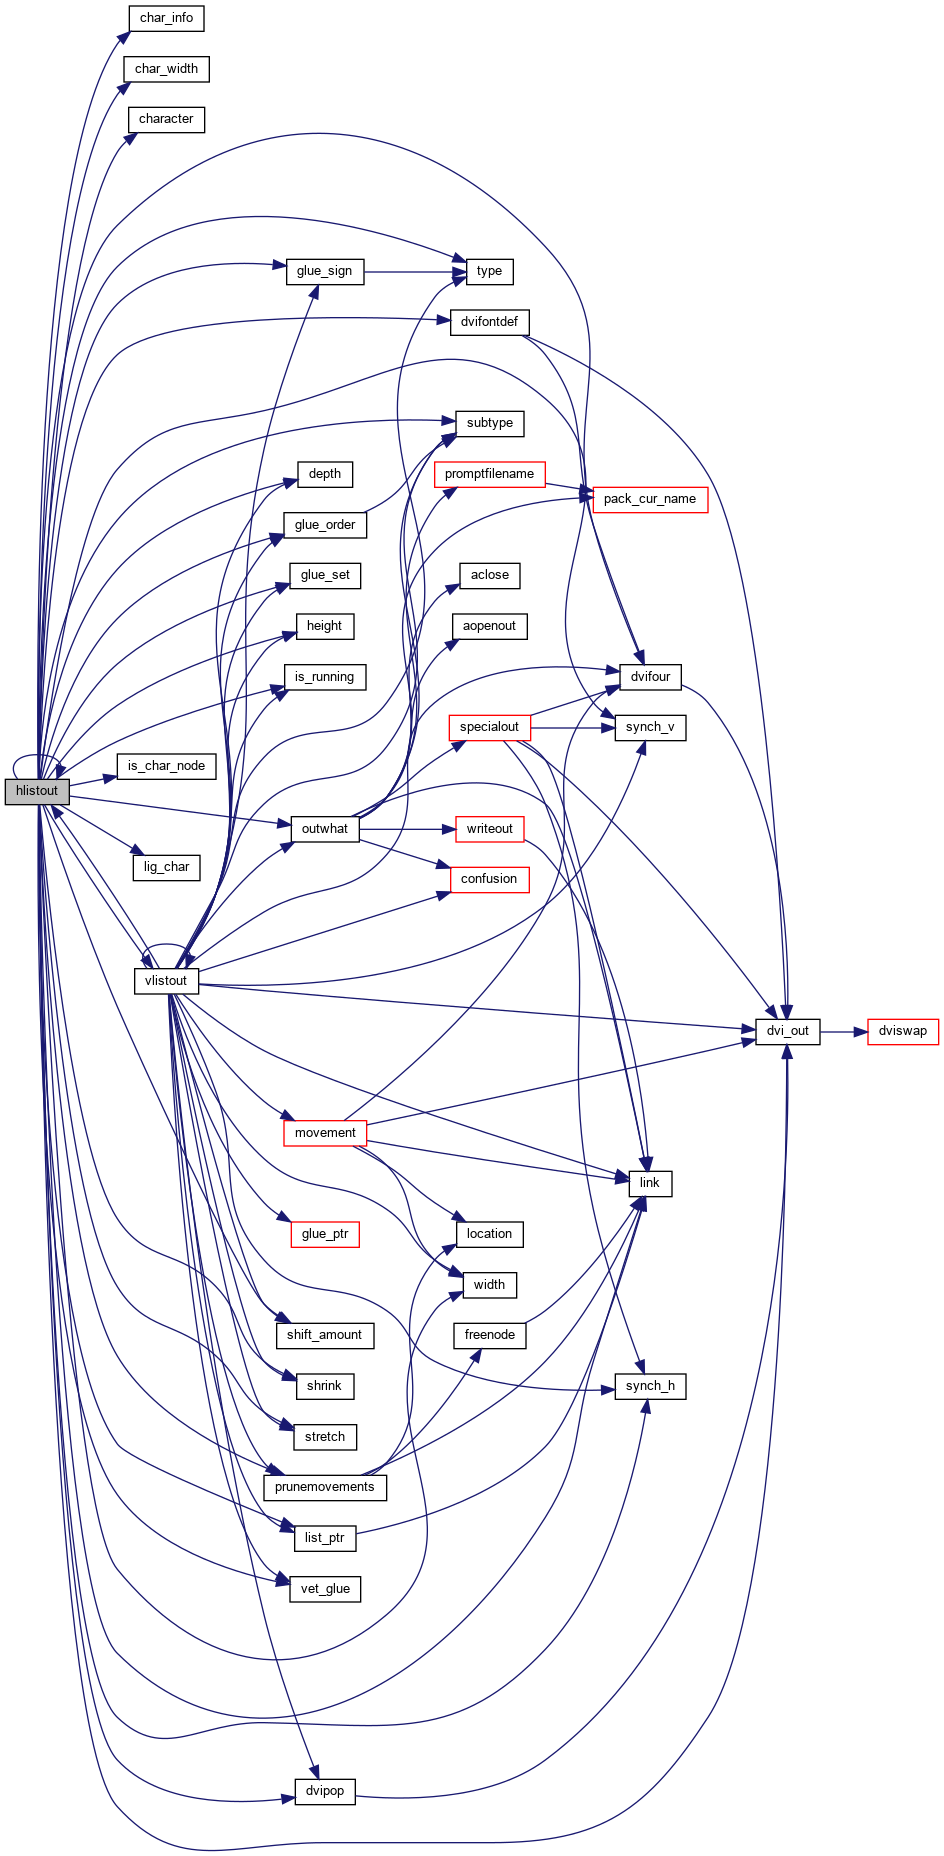 char_info
char_width
character
glue_sign
type
dvifontdef
subtype
depth
promptfilename
pack_cur_name
glue_order
glue_set
aclose
height
aopenout
is_running
dvifour
synch_v
specialout
is_char_node
hlistout
outwhat
writeout
lig_char
confusion
vlistout
dvi_out
dviswap
movement
link
glue_ptr
location
width
shift_amount
freenode
shrink
synch_h
stretch
prunemovements
list_ptr
vet_glue
dvipop